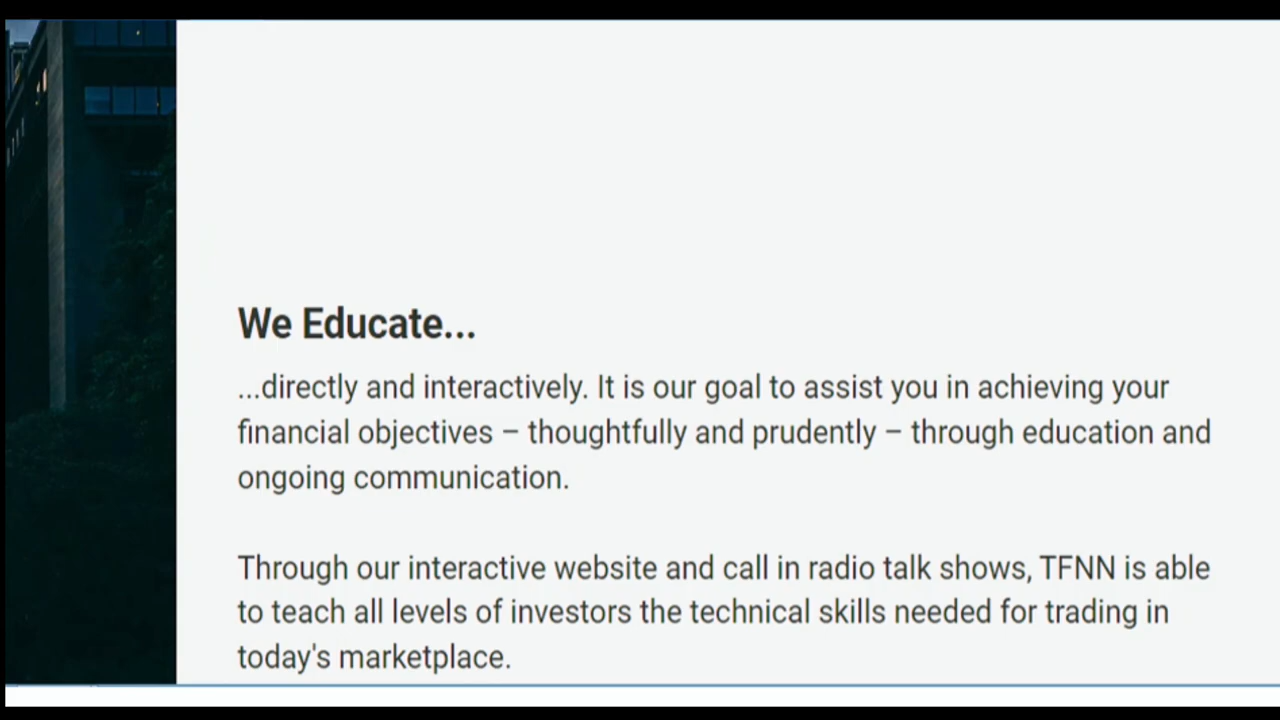 We Educate...
...directly and interactively. It is our goal to assist you in achieving your
financial objectives – thoughtfully and prudently – through education and
ongoing communication.
Through our interactive website and call in radio talk shows, TFNN is able
to teach all levels of investors the technical skills needed for trading in
today's marketplace.